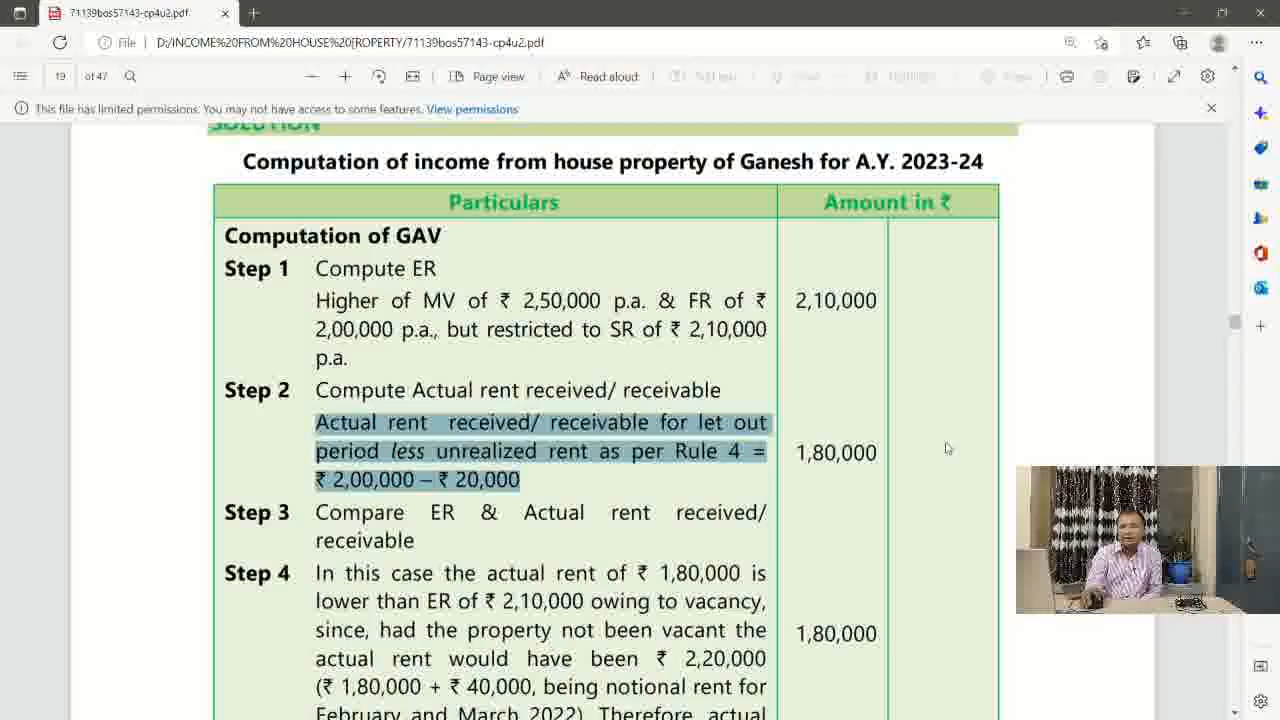 71139bos57143-cp4u2.pdf
File D:/INCOME%20FROM%20HOUSE%20[ROPERTY/71139bos57143-cp4u2.pdf
19 of 47 Page view Read aloud
This file has limited permissions. You may not have access to some features. View permissions
SOLUTION
Computation of income from house property of Ganesh for A.Y. 2023-24
Particulars Amount in ₹
Computation of GAV
Step 1 Compute ER
Higher of MV of ₹ 2,50,000 p.a. & FR of ₹ 2,10,000
2,00,000 p.a., but restricted to SR of ₹ 2,10,000
p.a.
Step 2 Compute Actual rent received/ receivable
Actual rent received/ receivable for let out
period less unrealized rent as per Rule 4 = 1,80,000
₹ 2,00,000 – ₹ 20,000
Step 3 Compare ER & Actual rent received/
receivable
Step 4 In this case the actual rent of ₹ 1,80,000 is
lower than ER of ₹ 2,10,000 owing to vacancy,
since, had the property not been vacant the 1,80,000
actual rent would have been ₹ 2,20,000
(₹ 1,80,000 + ₹ 40,000, being notional rent for
February and March 2022). Therefore, actual